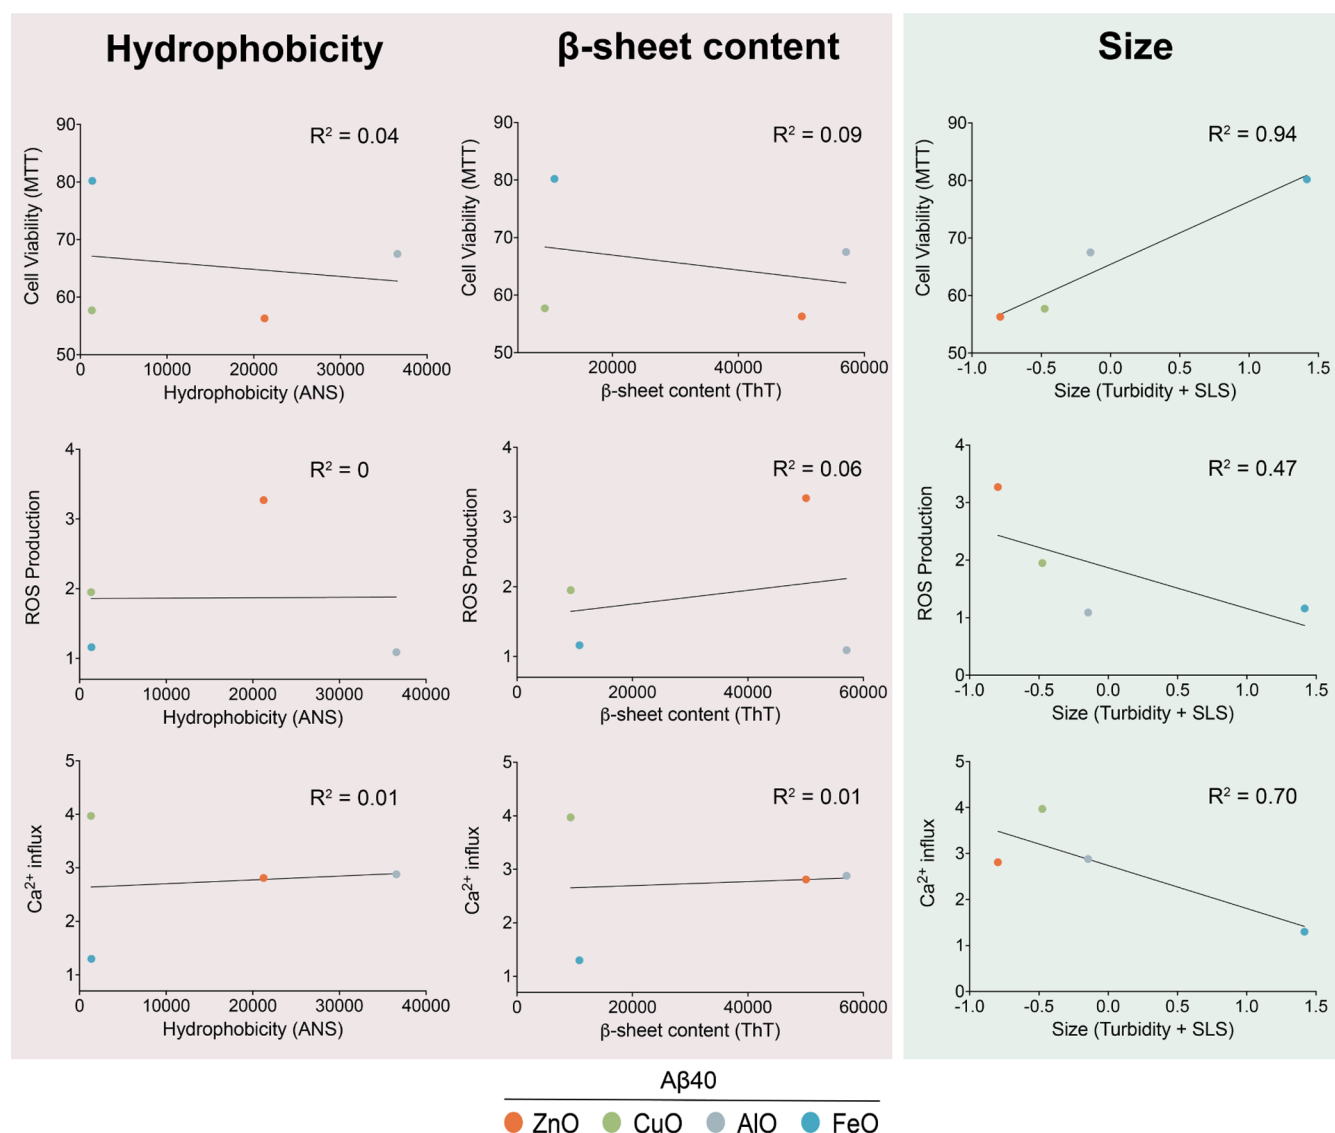 Hydrophobicity
β-sheet content
Size
90
80
70
60
50
Cell Viability (MTT)
R² = 0.04
0 10000 20000 30000 40000
Hydrophobicity (ANS)
90
80
70
60
50
Cell Viability (MTT)
R² = 0.09
20000 40000 60000
β-sheet content (ThT)
90
80
70
60
50
Cell Viability (MTT)
R² = 0.94
-1.0 -0.5 0.0 0.5 1.0 1.5
Size (Turbidity + SLS)
4
3
2
1
ROS Production
R² = 0
0 10000 20000 30000 40000
Hydrophobicity (ANS)
4
3
2
1
ROS Production
R² = 0.06
0 20000 40000 60000
β-sheet content (ThT)
4
3
2
1
0
ROS Production
R² = 0.47
-1.0 -0.5 0.0 0.5 1.0 1.5
Size (Turbidity + SLS)
5
4
3
2
1
Ca²⁺ influx
R² = 0.01
0 10000 20000 30000 40000
Hydrophobicity (ANS)
5
4
3
2
1
Ca²⁺ influx
R² = 0.01
0 20000 40000 60000
β-sheet content (ThT)
5
4
3
2
1
0
Ca²⁺ influx
R² = 0.70
-1.0 -0.5 0.0 0.5 1.0 1.5
Size (Turbidity + SLS)
Aβ40
ZnO CuO AlO FeO